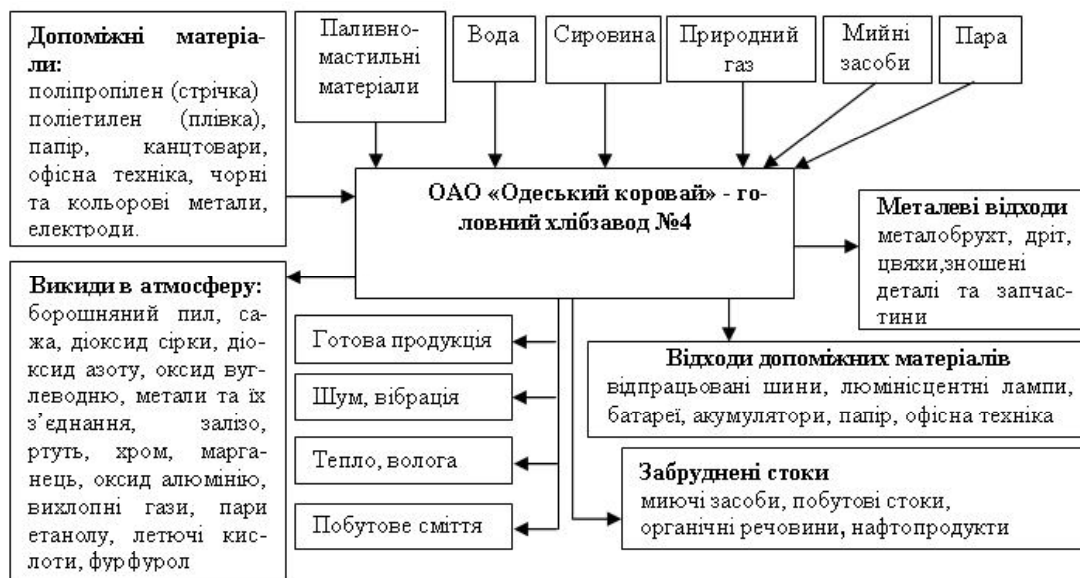 Допоміжні матеріа-
ли:
поліпропілен (стрічка)
поліетилен (плівка),
папір, канцтовари,
офісна техніка, чорні
та кольорові метали,
електроди.
Паливно-
мастильні
матеріали
Вода
Сировина
Природний
газ
Мийні
засоби
Пара
ОАО «Одеський коровай» - го-
ловний хлібзавод №4
Металеві відходи
металобрухт, дріт,
цвяхи,зношені
деталі та запчас-
тини
Викиди в атмосферу:
борошняний пил, са-
жа, діоксид сірки, діо-
ксид азоту, оксид вуг-
леводню, метали та їх
з’єднання, залізо,
ртуть, хром, марга-
нець, оксид алюмінію,
вихлопні гази, пари
етанолу, летючі кис-
лоти, фурфурол
Готова продукція
Шум, вібрація
Тепло, волога
Побутове сміття
Відходи допоміжних матеріалів
відпрацьовані шини, люмінісцентні лампи,
батареї, акумулятори, папір, офісна техніка
Забруднені стоки
миючі засоби, побутові стоки,
органічні речовини, нафтопродукти